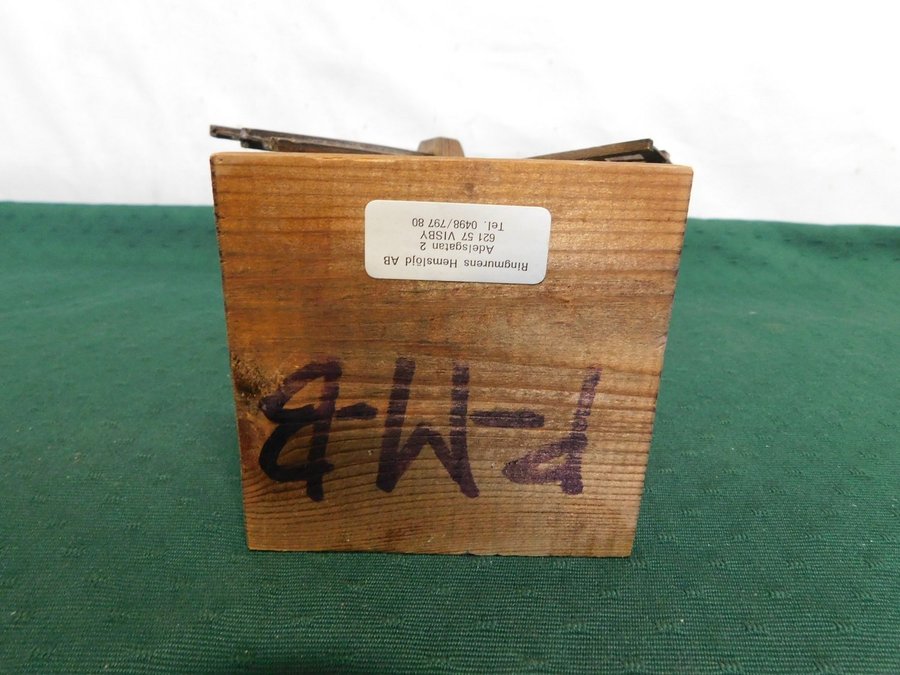 P-M-B
Ringmurens Hemslöjd AB
Adelsgatan 2
621 57 VISBY
Tel. 0498/797 80